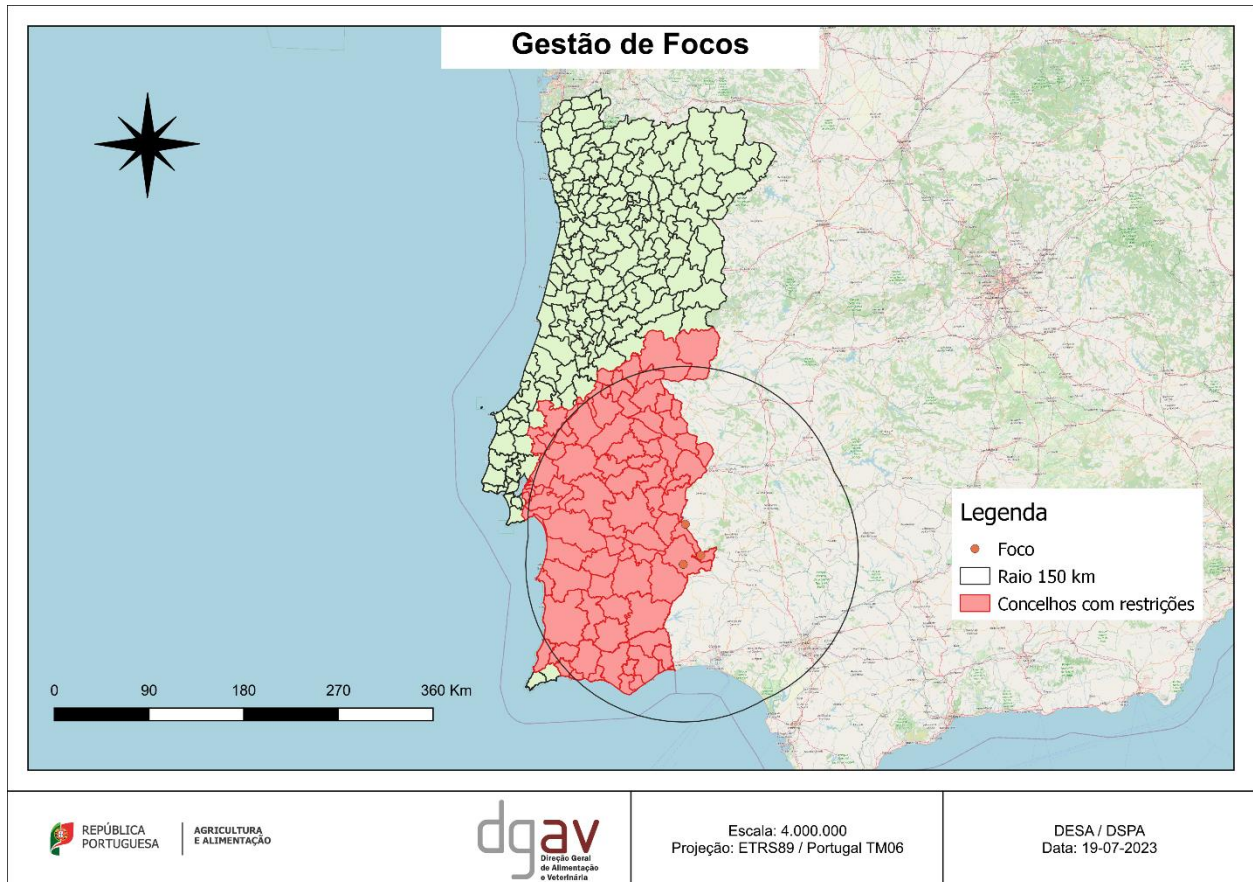 Gestão de Focos
Legenda
Foco
Raio 150 km
Concelhos com restrições
0 90 180 270 360 Km
REPÚBLICA
PORTUGUESA
AGRICULTURA
E ALIMENTAÇÃO
dgav
Direção Geral
de Alimentação
e Veterinária
Escala: 4.000.000
Projeção: ETRS89 / Portugal TM06
DESA / DSPA
Data: 19-07-2023